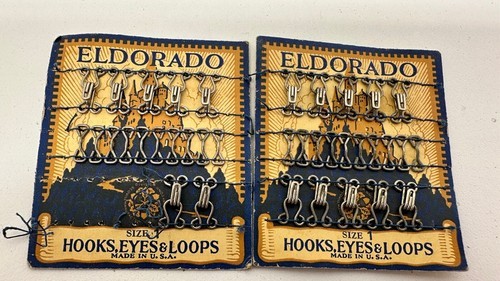 ELDORADO
SIZE 1
HOOKS, EYES & LOOPS
MADE IN U.S.A.
ELDORADO
SIZE 1
HOOKS, EYES & LOOPS
MADE IN U.S.A.